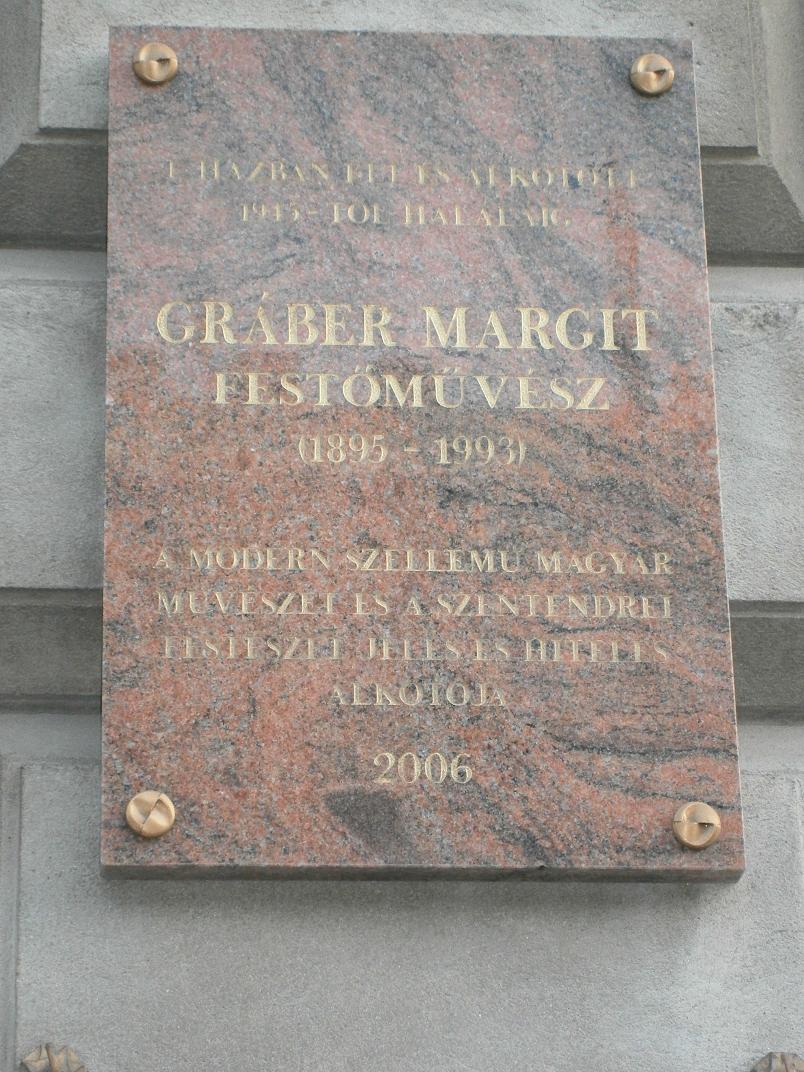 E HÁZBAN ÉLT ÉS ALKOTOTT
1945-TŐL HALÁLÁIG
GRÁBER MARGIT
FESTŐMŰVÉSZ
(1895 - 1993)
A MODERN SZELLEMŰ MAGYAR
MŰVÉSZET ÉS A SZENTENDREI
FESTÉSZET JELES ÉS HITELES
ALKOTÓJA
2006